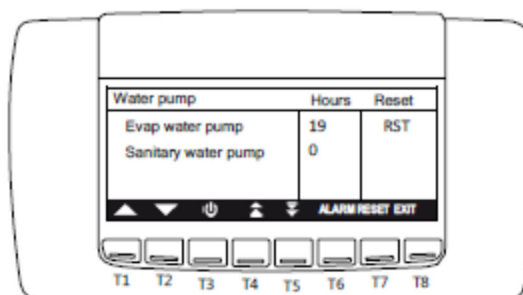 Water pump Hours Reset
Evap water pump 19 RST
Sanitary water pump 0
ALARM RESET EXIT
T1 T2 T3 T4 T5 T6 T7 T8